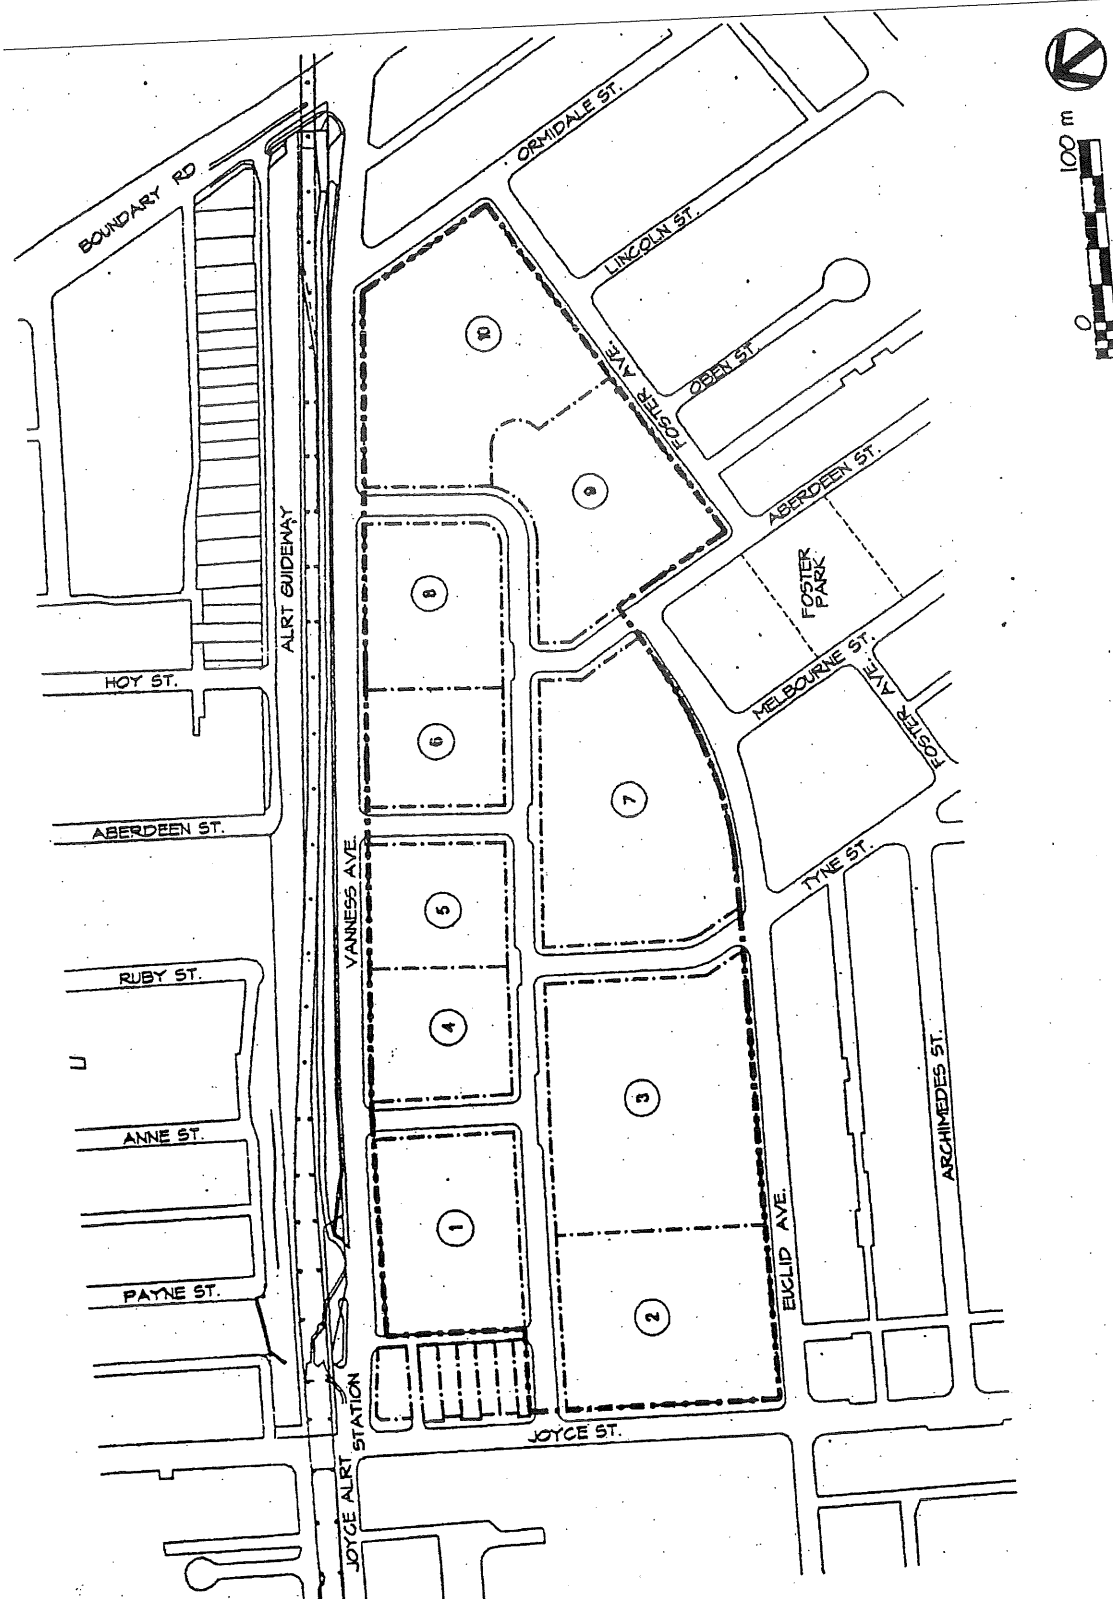 100 m
0
BOUNDARY RD.
ORMIDALE ST.
LINCOLN ST.
FOSTER AVE.
OBEN ST.
ABERDEEN ST.
FOSTER
PARK
MELBOURNE ST.
FOSTER AVE.
TYNE ST.
ARCHIMEDES ST.
EUCLID AVE.
JOYCE ST.
JOYCE ALRT STATION
VANNESS AVE.
ALRT GUIDEWAY
HOY ST.
ABERDEEN ST.
RUBY ST.
ANNE ST.
PAYNE ST.
10
9
8
6
7
5
4
3
1
2